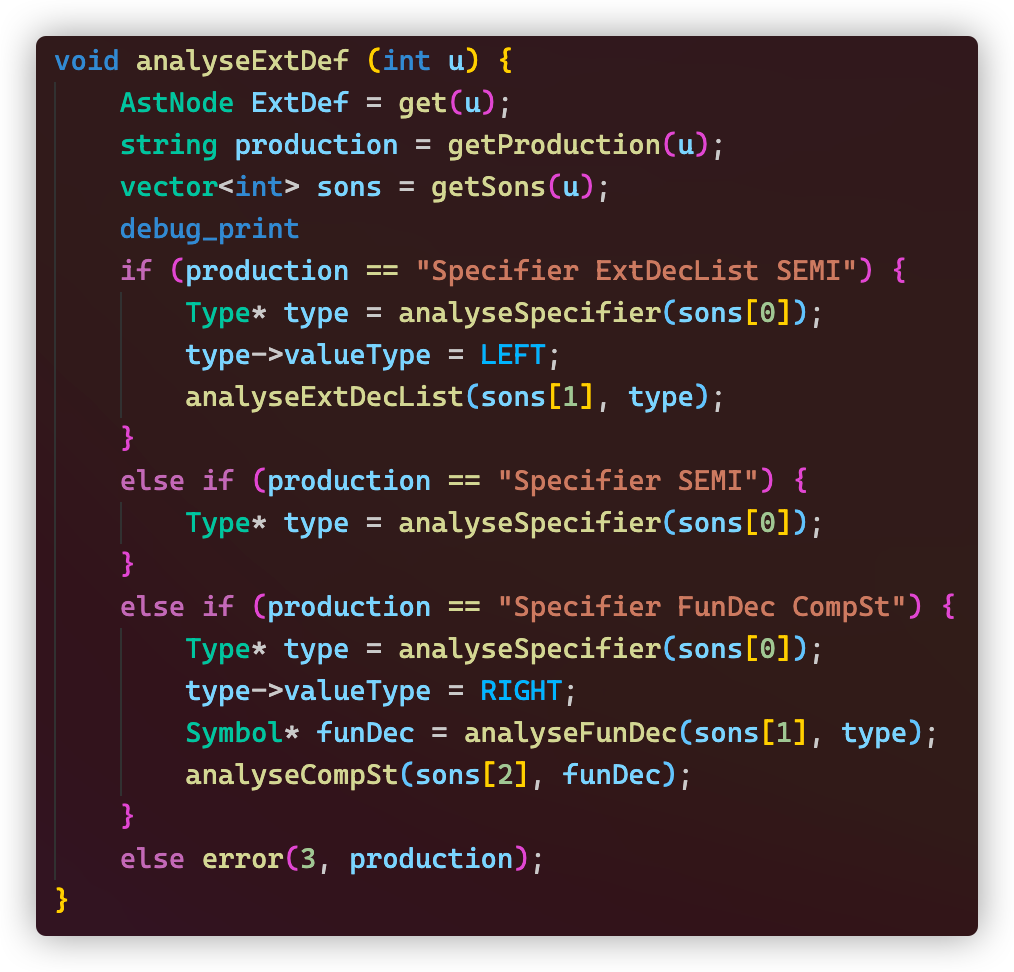 void analyseExtDef (int u) {
    AstNode ExtDef = get(u);
    string production = getProduction(u);
    vector<int> sons = getSons(u);
    debug_print
    if (production == "Specifier ExtDecList SEMI") {
        Type* type = analyseSpecifier(sons[0]);
        type->valueType = LEFT;
        analyseExtDecList(sons[1], type);
    }
    else if (production == "Specifier SEMI") {
        Type* type = analyseSpecifier(sons[0]);
    }
    else if (production == "Specifier FunDec CompSt") {
        Type* type = analyseSpecifier(sons[0]);
        type->valueType = RIGHT;
        Symbol* funDec = analyseFunDec(sons[1], type);
        analyseCompSt(sons[2], funDec);
    }
    else error(3, production);
}